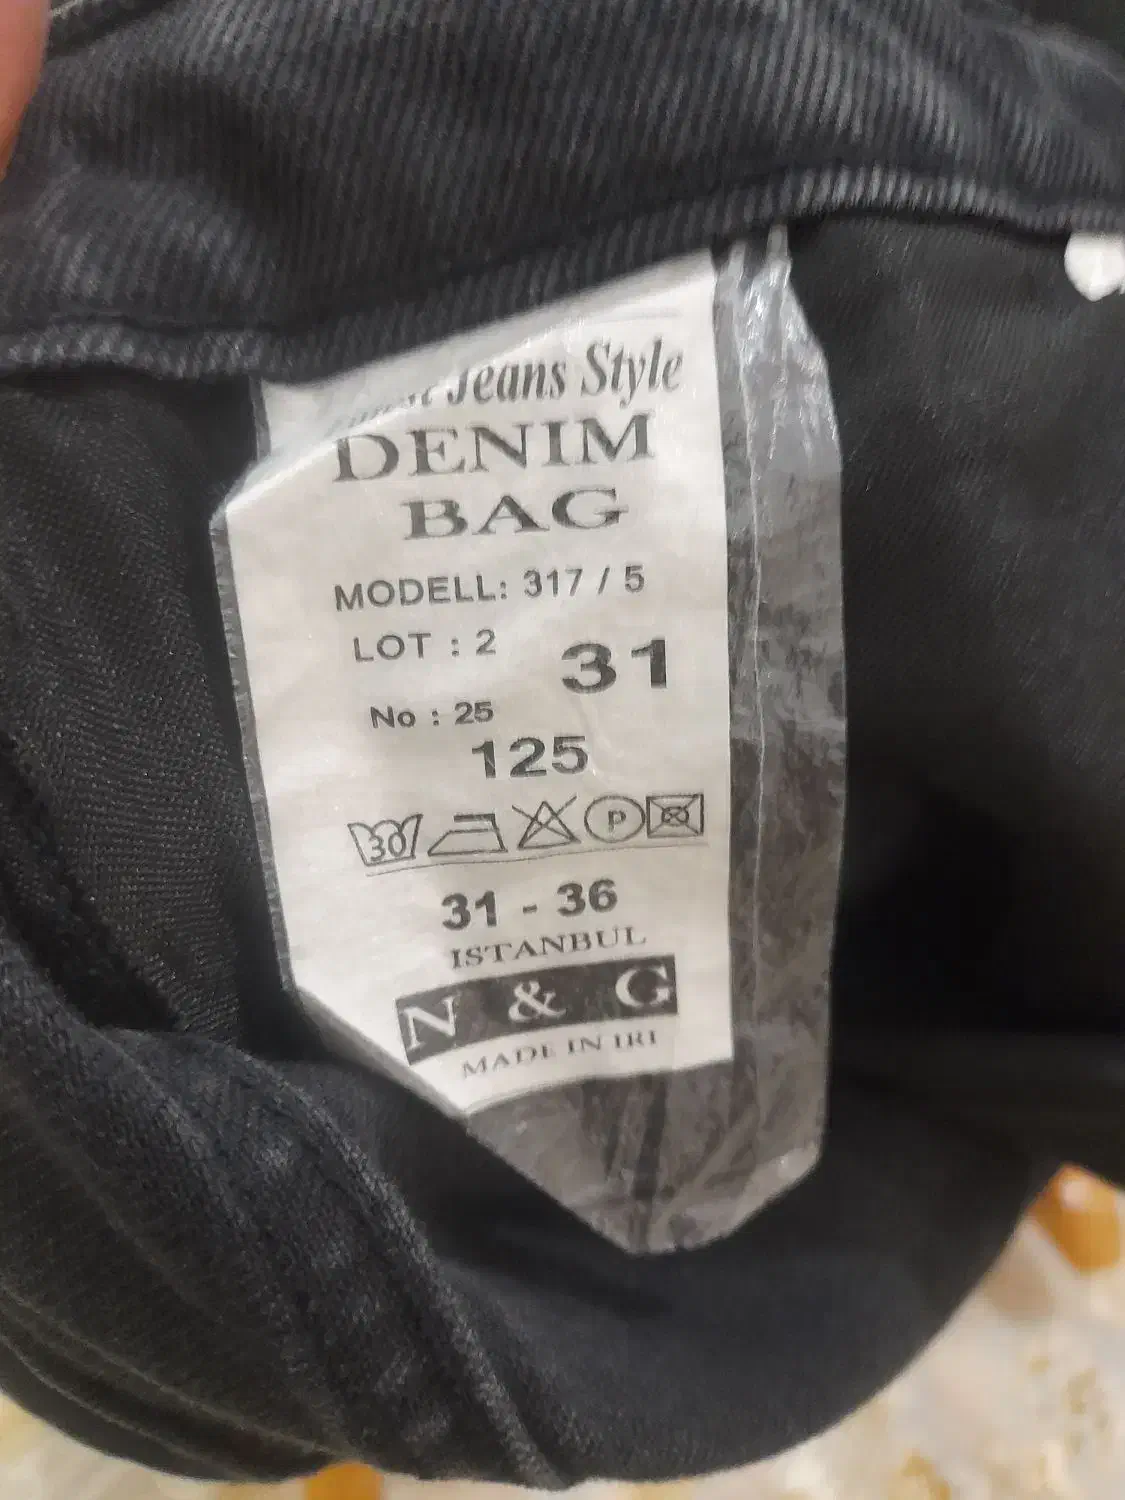 Jeans Style
DENIM
BAG
MODELL: 317 / 5
LOT : 2
31
No : 25
125
30
P
31 - 36
ISTANBUL
N & G
MADE IN IRI